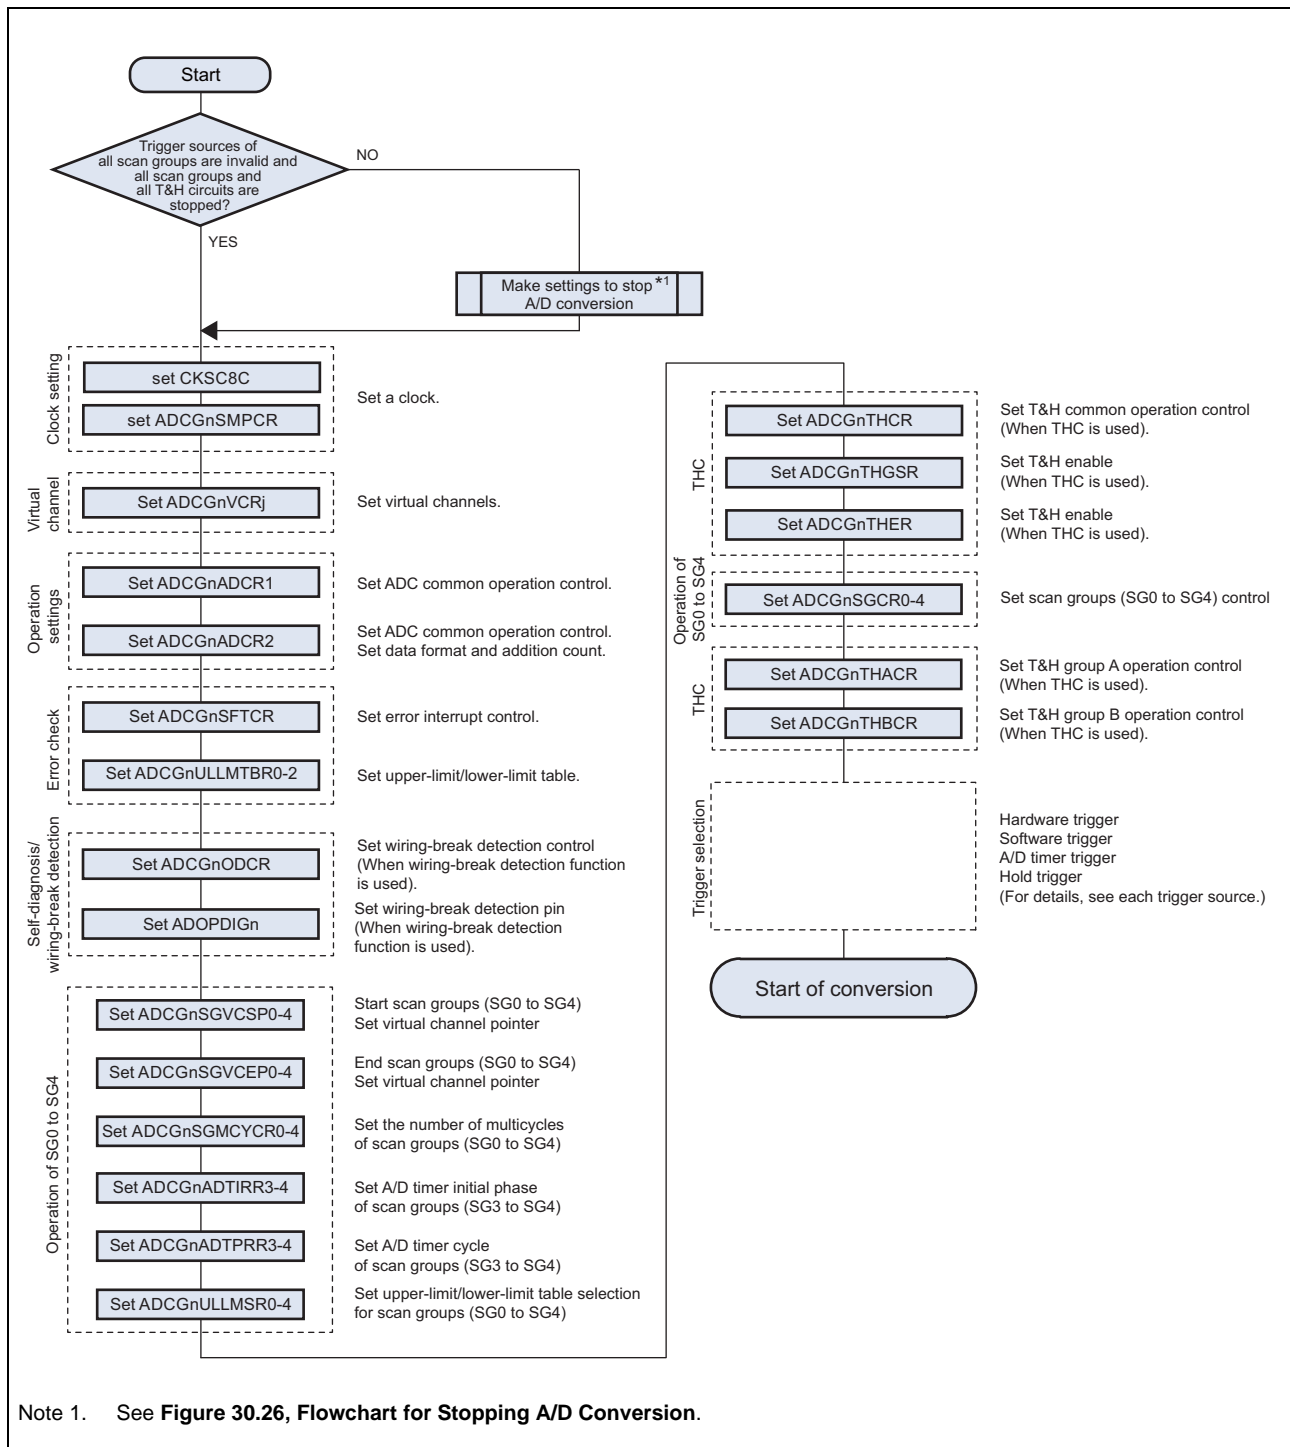 Start
Trigger sources of
all scan groups are invalid and
all scan groups and
all T&H circuits are
stopped?
NO
YES
Make settings to stop *1
A/D conversion
Clock setting
set CKSC8C
set ADCGnSMPCR
Set a clock.
Virtual
channel
Set ADCGnVCRj
Set virtual channels.
Operation
settings
Set ADCGnADCR1
Set ADC common operation control.
Set ADCGnADCR2
Set ADC common operation control.
Set data format and addition count.
Error check
Set ADCGnSFTCR
Set error interrupt control.
Set ADCGnULLMTBR0-2
Set upper-limit/lower-limit table.
Self-diagnosis/
wiring-break detection
Set ADCGnODCR
Set wiring-break detection control
(When wiring-break detection function
is used).
Set ADOPDIGn
Set wiring-break detection pin
(When wiring-break detection
function is used).
Operation of SG0 to SG4
Set ADCGnSGVCSP0-4
Start scan groups (SG0 to SG4)
Set virtual channel pointer
Set ADCGnSGVCEP0-4
End scan groups (SG0 to SG4)
Set virtual channel pointer
Set ADCGnSGMCYCR0-4
Set the number of multicycles
of scan groups (SG0 to SG4)
Set ADCGnADTIRR3-4
Set A/D timer initial phase
of scan groups (SG3 to SG4)
Set ADCGnADTPRR3-4
Set A/D timer cycle
of scan groups (SG3 to SG4)
Set ADCGnULLMSR0-4
Set upper-limit/lower-limit table selection
for scan groups (SG0 to SG4)
THC
Set ADCGnTHCR
Set T&H common operation control
(When THC is used).
Set ADCGnTHGSR
Set T&H enable
(When THC is used).
Set ADCGnTHER
Set T&H enable
(When THC is used).
Operation of
SG0 to SG4
Set ADCGnSGCR0-4
Set scan groups (SG0 to SG4) control
THC
Set ADCGnTHACR
Set T&H group A operation control
(When THC is used).
Set ADCGnTHBCR
Set T&H group B operation control
(When THC is used).
Trigger selection
Hardware trigger
Software trigger
A/D timer trigger
Hold trigger
(For details, see each trigger source.)
Start of conversion
Note 1. See Figure 30.26, Flowchart for Stopping A/D Conversion.